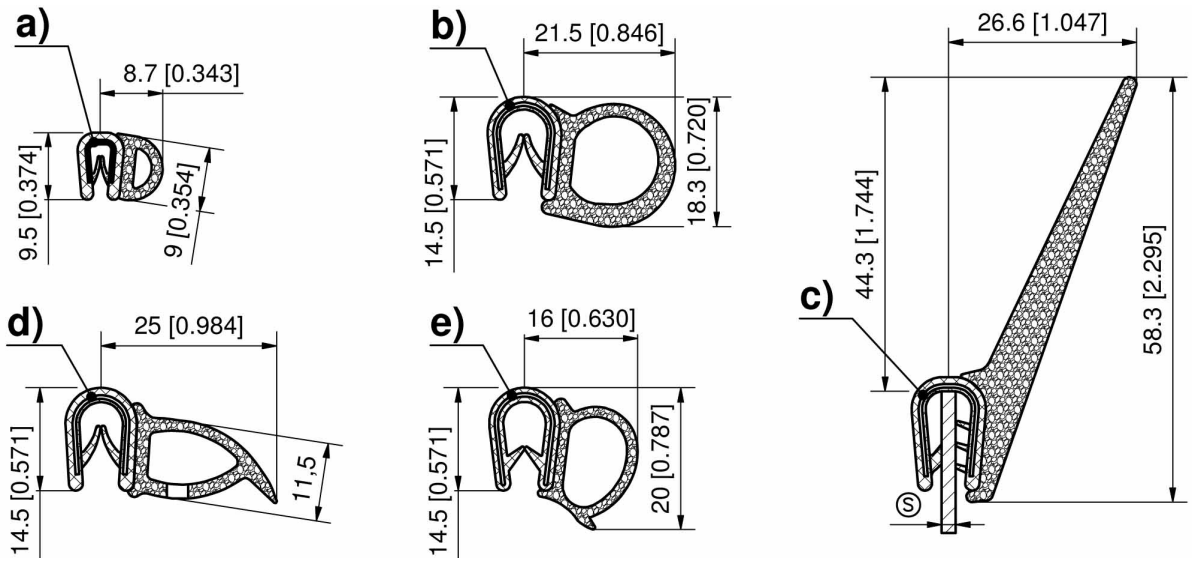 a)
8.7 [0.343]
9.5 [0.374]
9 [0.354]
b)
21.5 [0.846]
14.5 [0.571]
18.3 [0.720]
26.6 [1.047]
44.3 [1.744]
58.3 [2.295]
c)
S
d)
25 [0.984]
14.5 [0.571]
11,5
e)
16 [0.630]
14.5 [0.571]
20 [0.787]